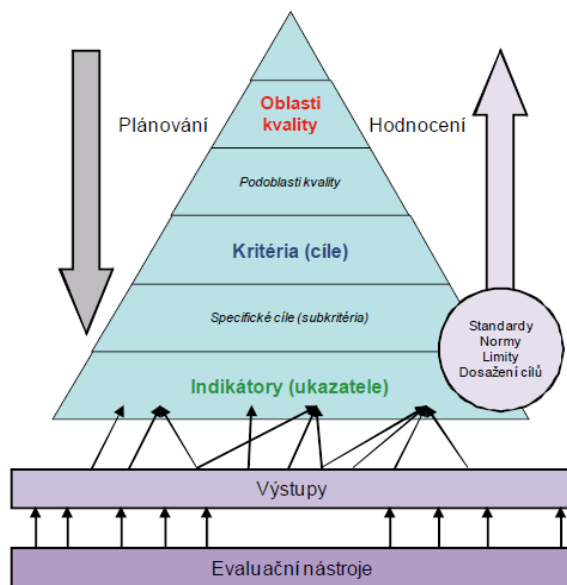 Oblasti
kvality
Plánování
Hodnocení
Podoblasti kvality
Kritéria (cíle)
Specifické cíle (subkritéria)
Standardy
Normy
Limity
Dosažení cílů
Indikátory (ukazatele)
Výstupy
Evaluační nástroje